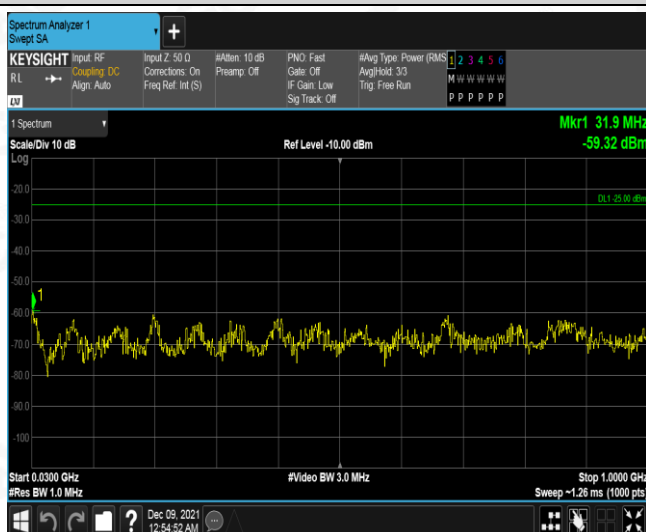 Spectrum Analyzer 1
Swept SA
+
KEYSIGHT Input: RF Input Z: 50 Ω #Atten: 10 dB PNO: Fast #Avg Type: Power (RMS 1 2 3 4 5 6
RL Coupling: DC Corrections: On Preamp: Off Gate: Off Avg|Hold: 3/3 M W W W W W
Align: Auto Freq Ref: Int (S) IF Gain: Low Trig: Free Run
Sig Track: Off P P P P P P
LXI
1 Spectrum Mkr1 31.9 MHz
Scale/Div 10 dB Ref Level -10.00 dBm -59.32 dBm
Log
-20.0
DL1 -25.00 dBm
-30.0
-40.0
-50.0
1
-60.0
-70.0
-80.0
-90.0
-100
Start 0.0300 GHz #Video BW 3.0 MHz Stop 1.0000 GHz
#Res BW 1.0 MHz Sweep ~1.26 ms (1000 pts)
? Dec 09, 2021
12:54:52 AM